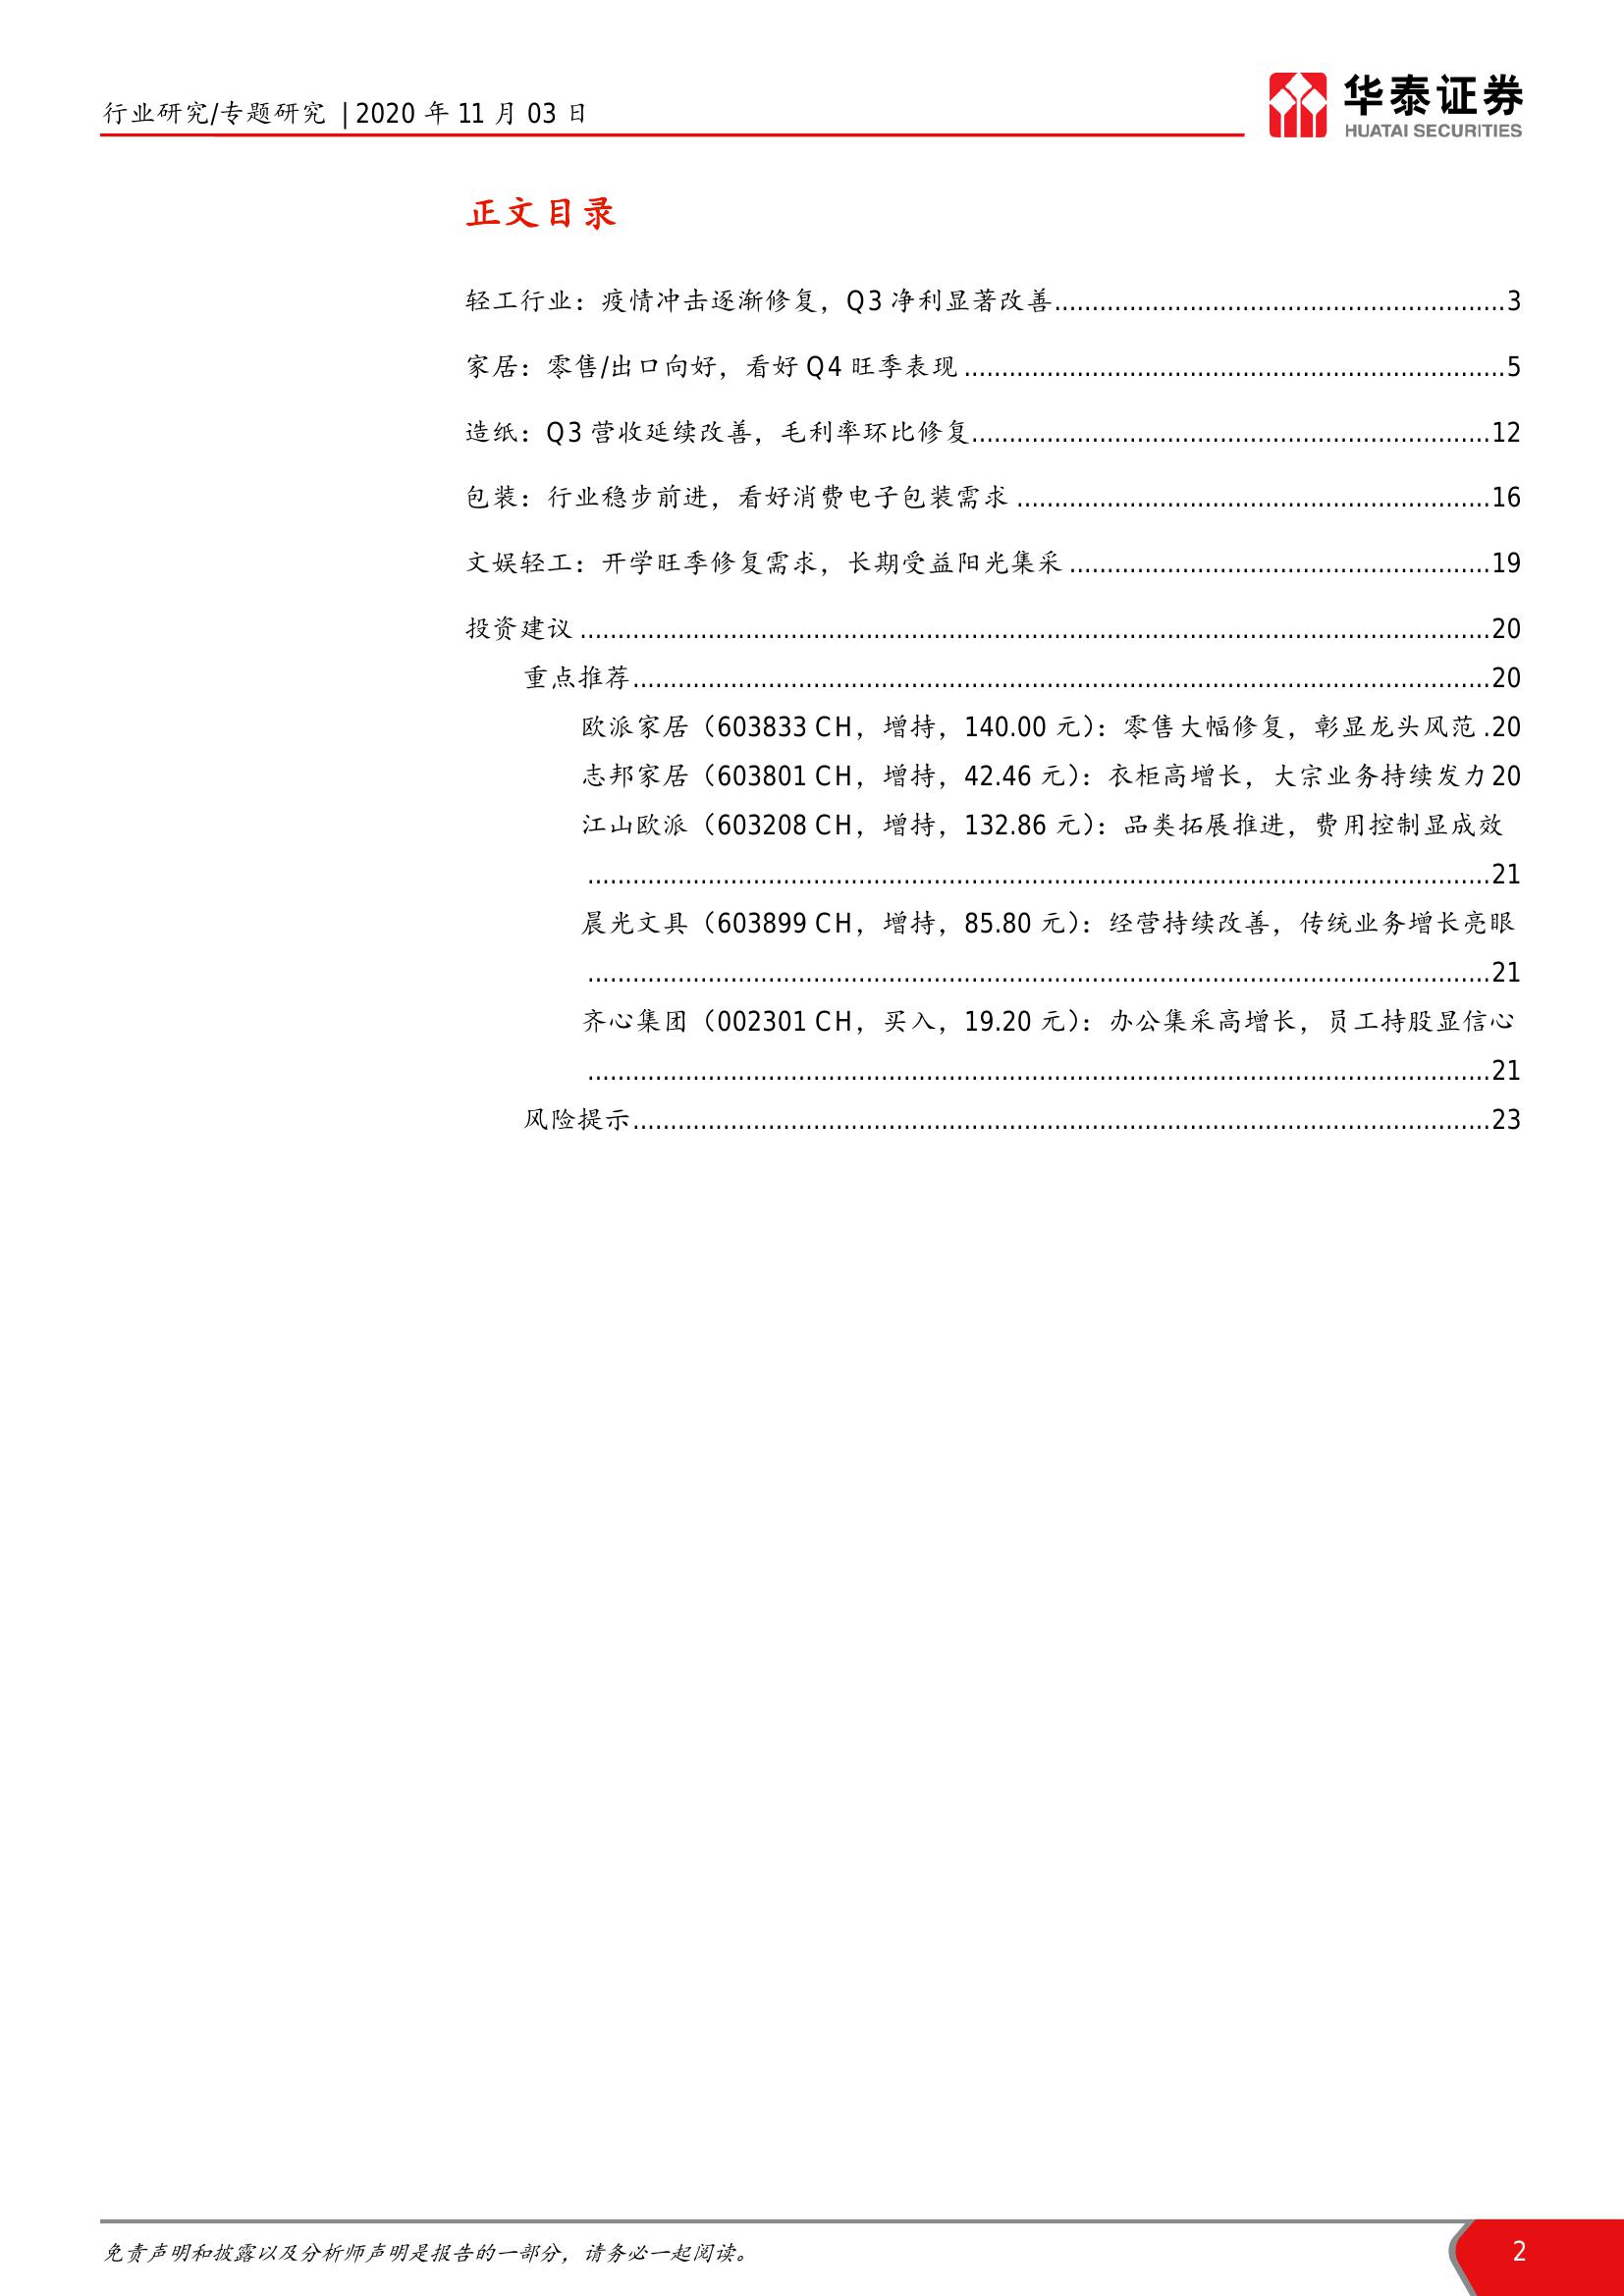 行业研究/专题研究 | 2020 年 11 月 03 日
华泰证券
HUATAI SECURITIES
正文目录
轻工行业：疫情冲击逐渐修复，Q3 净利显著改善................................................3
家居：零售/出口向好，看好 Q4 旺季表现 ................................................5
造纸：Q3 营收延续改善，毛利率环比修复................................................12
包装：行业稳步前进，看好消费电子包装需求 ................................................16
文娱轻工：开学旺季修复需求，长期受益阳光集采 ................................................19
投资建议 ................................................20
重点推荐................................................20
欧派家居（603833 CH，增持，140.00 元）：零售大幅修复，彰显龙头风范 .20
志邦家居（603801 CH，增持，42.46 元）：衣柜高增长，大宗业务持续发力20
江山欧派（603208 CH，增持，132.86 元）：品类拓展推进，费用控制显成效
................................................21
晨光文具（603899 CH，增持，85.80 元）：经营持续改善，传统业务增长亮眼
................................................21
齐心集团（002301 CH，买入，19.20 元）：办公集采高增长，员工持股显信心
................................................21
风险提示................................................23
免责声明和披露以及分析师声明是报告的一部分，请务必一起阅读。
2